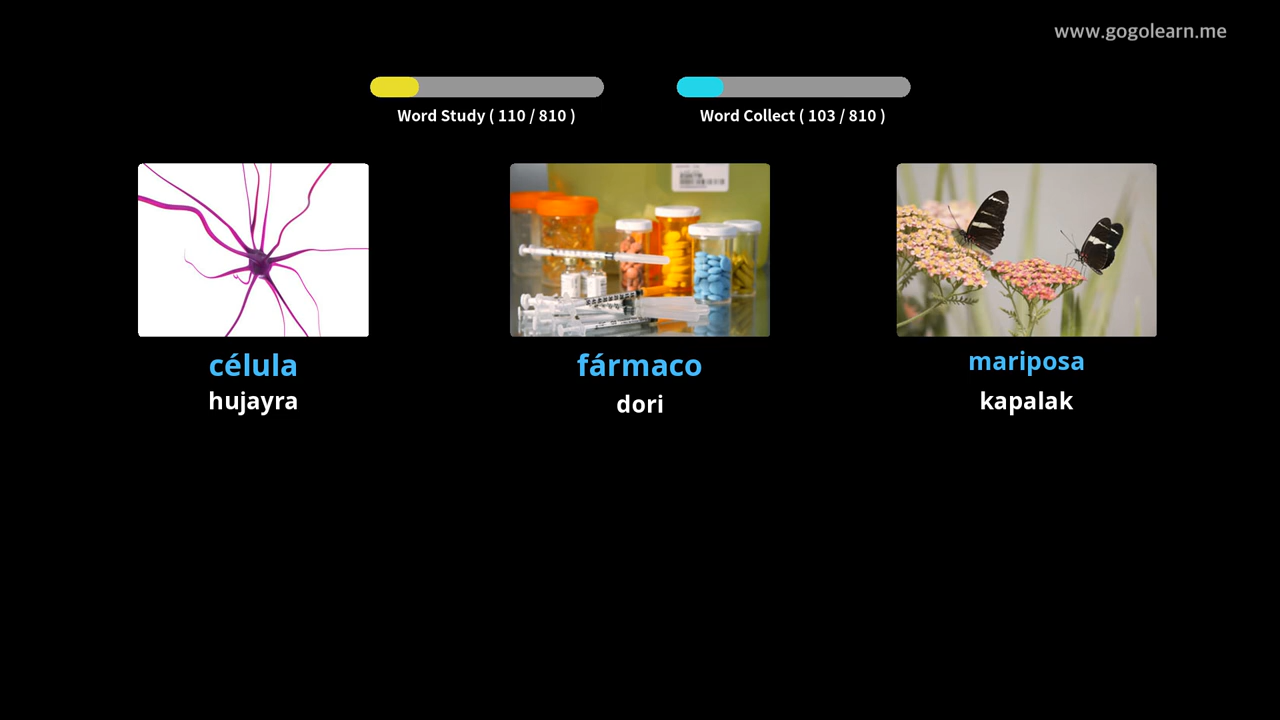 www.gogolearn.me
Word Study ( 110 / 810 )
Word Collect ( 103 / 810 )
célula
hujayra
fármaco
dori
mariposa
kapalak